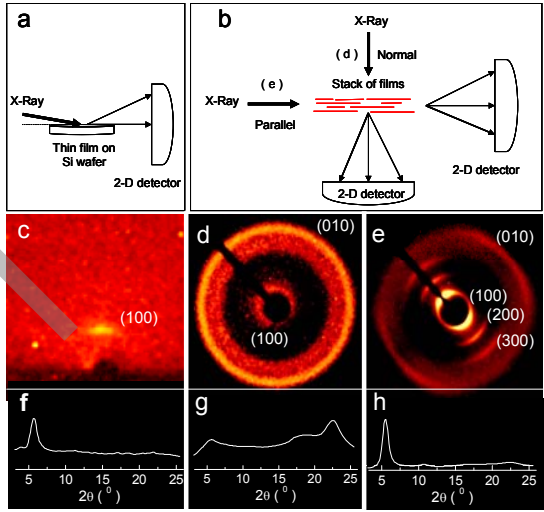 a
X-Ray
Thin film on
Si wafer
2-D detector
b
X-Ray
(d) Normal
(e)
Stack of films
X-Ray
Parallel
2-D detector
2-D detector
c
(100)
d
(010)
(100)
e
(010)
(100)
(200)
(300)
f
5 10 15 20 25
2θ (°)
g
5 10 15 20 25
2θ (°)
h
5 10 15 20 25
2θ (°)